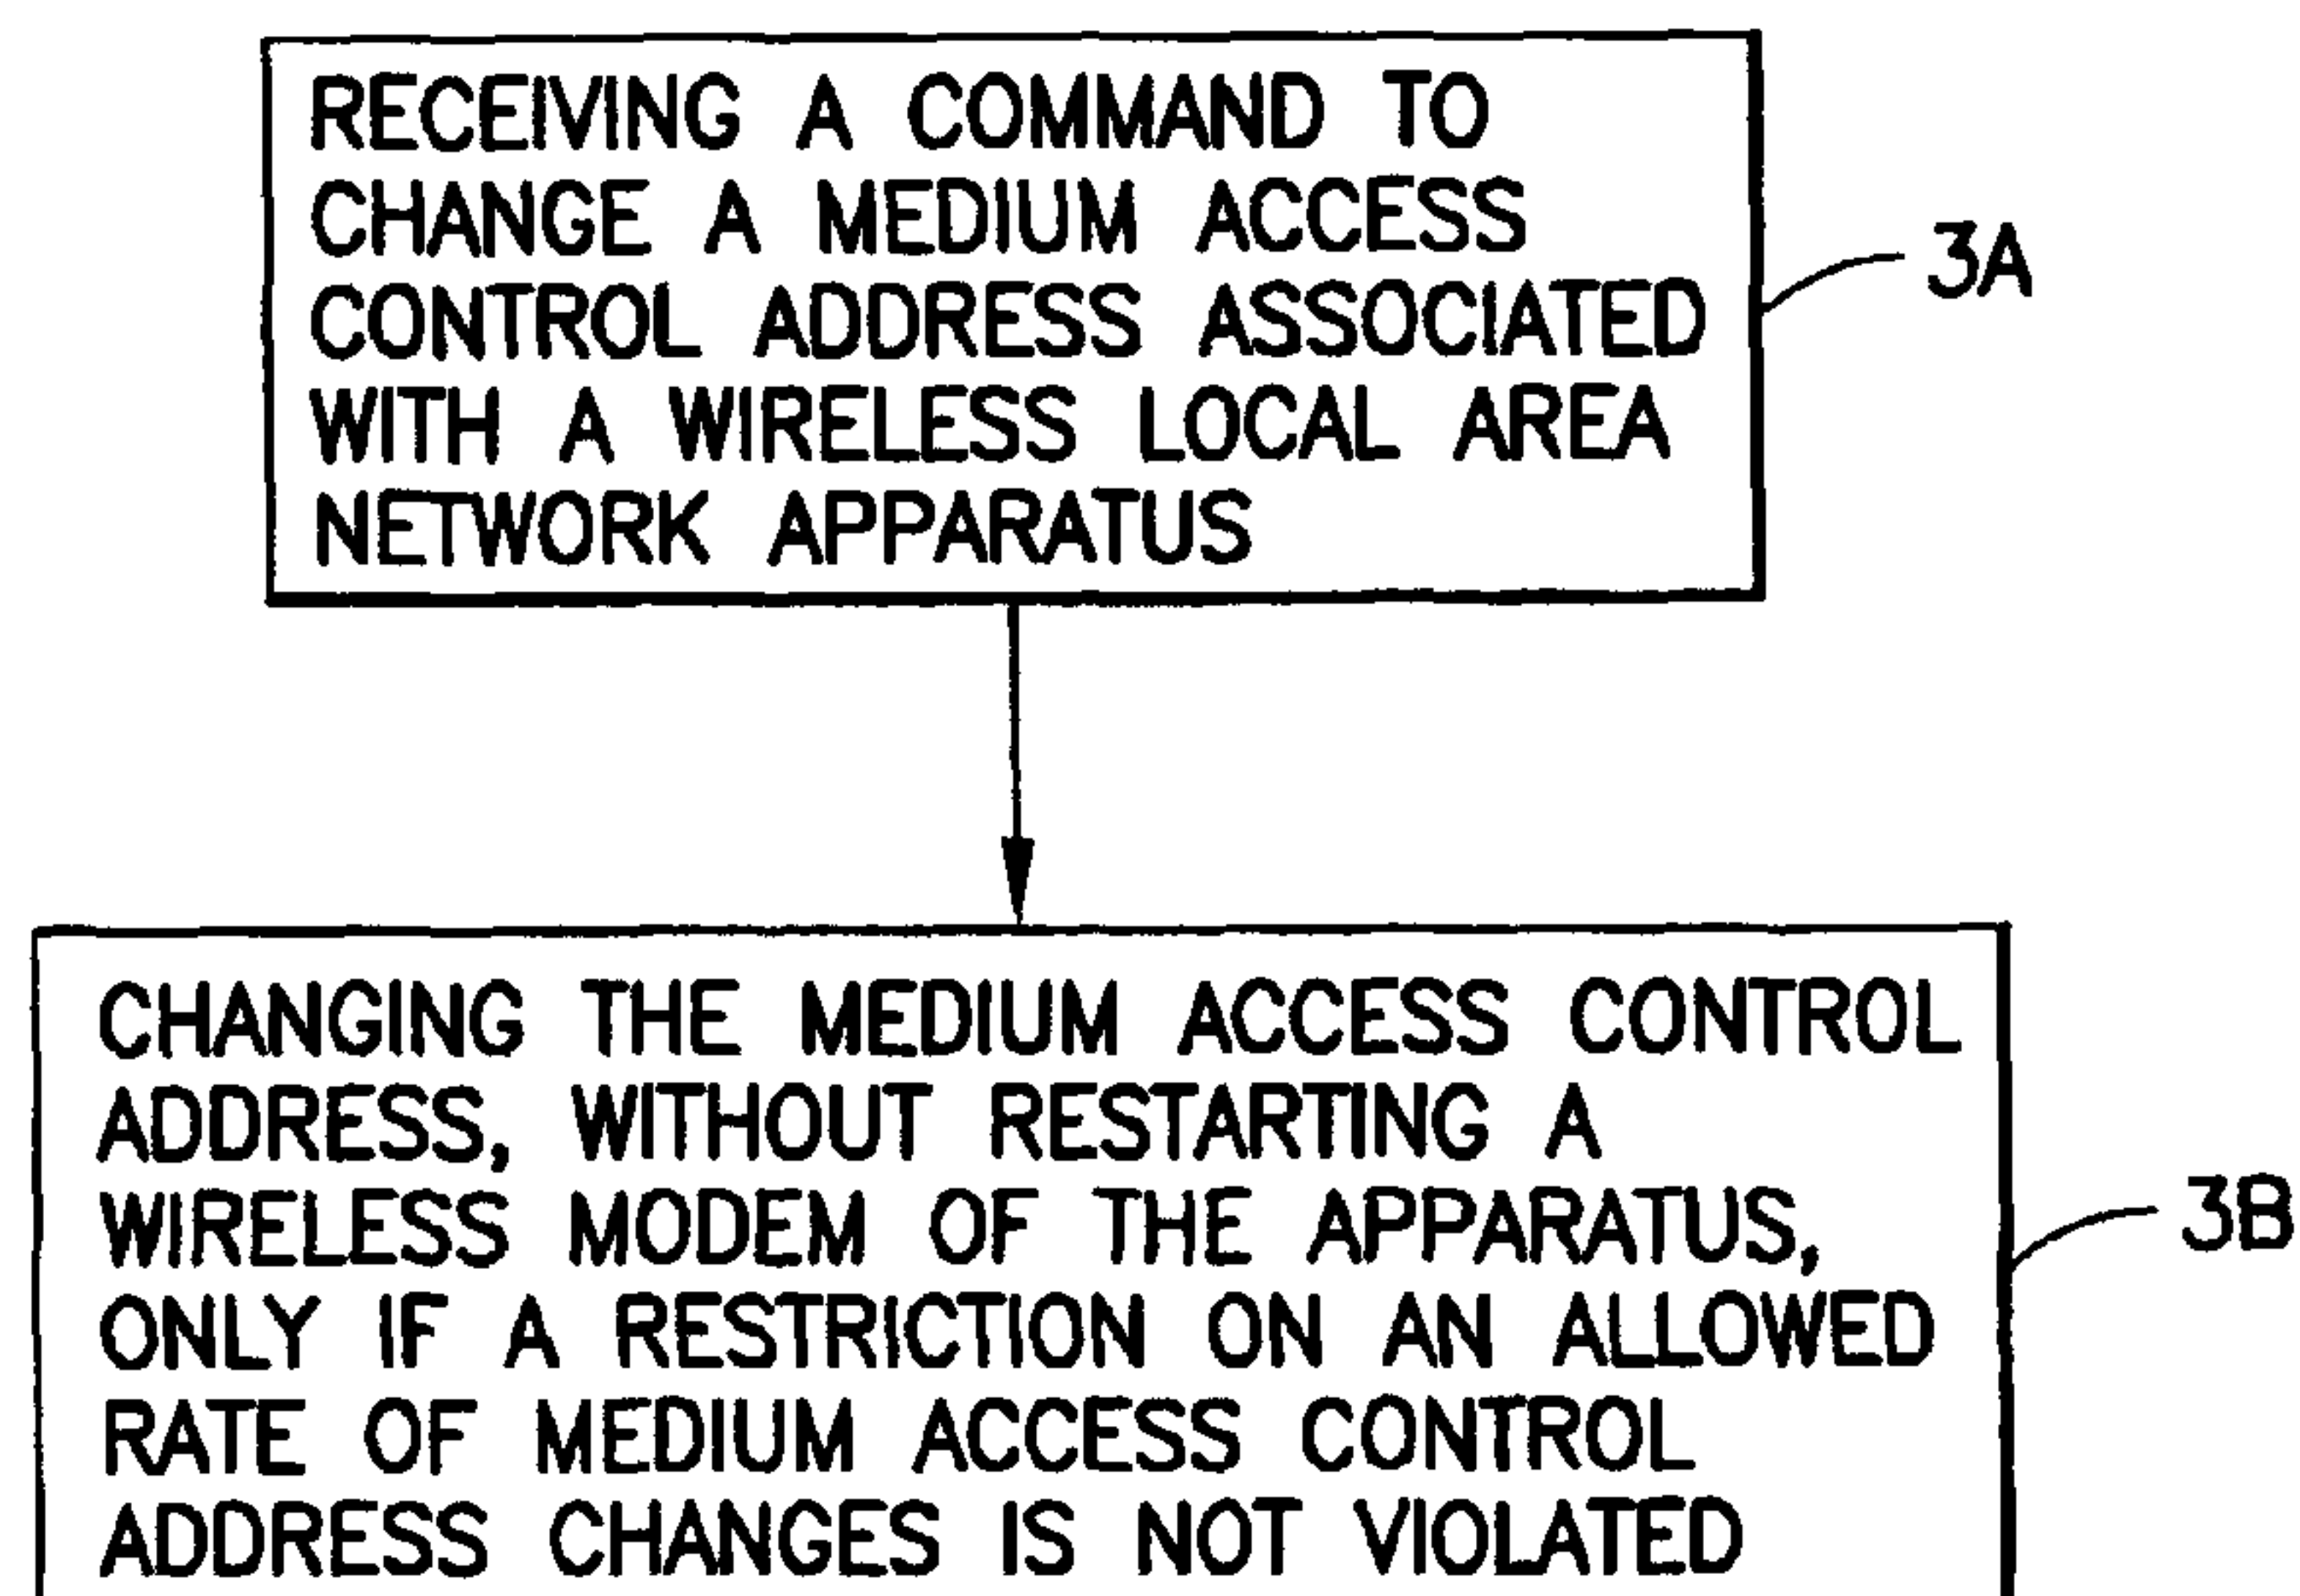 RECEIVING A COMMAND TO
CHANGE A MEDIUM ACCESS
CONTROL ADDRESS ASSOCIATED
WITH A WIRELESS LOCAL AREA
NETWORK APPARATUS
3A
CHANGING THE MEDIUM ACCESS CONTROL
ADDRESS, WITHOUT RESTARTING A
WIRELESS MODEM OF THE APPARATUS,
ONLY IF A RESTRICTION ON AN ALLOWED
RATE OF MEDIUM ACCESS CONTROL
ADDRESS CHANGES IS NOT VIOLATED
3B